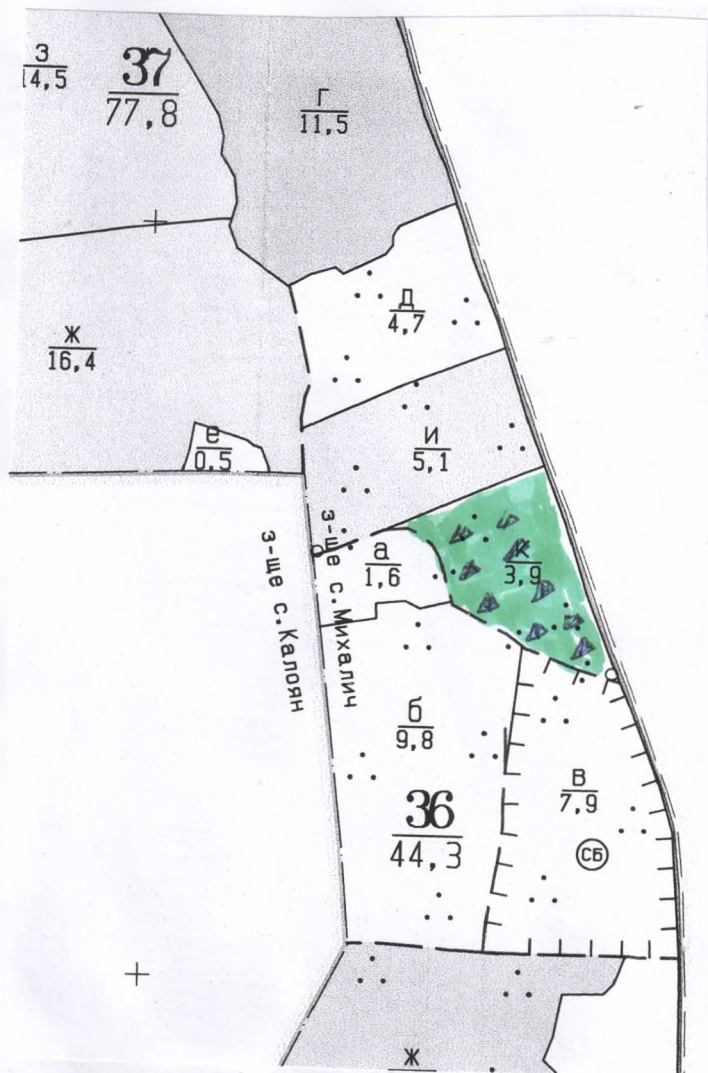 З
14,5
37
77,8
Г
11,5
Д
4,7
Ж
16,4
е
0,5
И
5,1
з-ще с.Калоян
з-ще с.Михалич
а
1,6
К
3,9
б
9,8
36
44,3
В
7,9
СБ
Ж